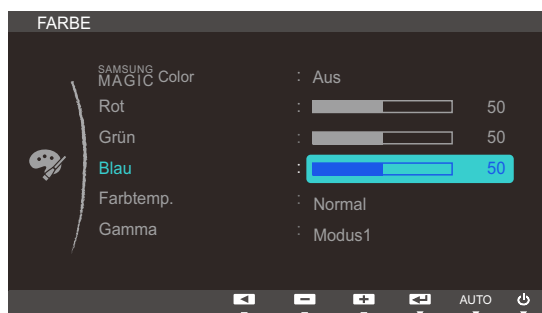 FARBE
SAMSUNG MAGIC Color : Aus
Rot : 50
Grün : 50
Blau : 50
Farbtemp. : Normal
Gamma : Modus1
AUTO